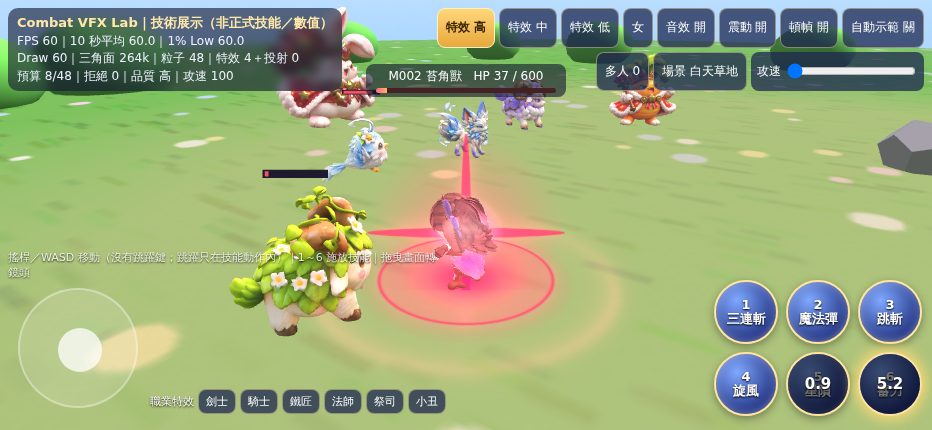 Combat VFX Lab｜技術展示（非正式技能／數值）
FPS 60｜10 秒平均 60.0｜1% Low 60.0
Draw 60｜三角面 264k｜粒子 48｜特效 4＋投射 0
預算 8/48｜拒絕 0｜品質 高｜攻速 100
特效 高
特效 中
特效 低
女
音效 開
震動 開
頓幀 開
自動示範 關
多人 0
場景 白天草地
攻速
M002 苔角獸 HP 37 / 600
搖桿／WASD 移動（沒有跳躍鍵；跳躍只在技能動作內）｜1～6 施放技能｜拖曳畫面轉
鏡頭
1
三連斬
2
魔法彈
3
跳斬
4
旋風
0.9
5.2
職業特效
劍士
騎士
鐵匠
法師
祭司
小丑